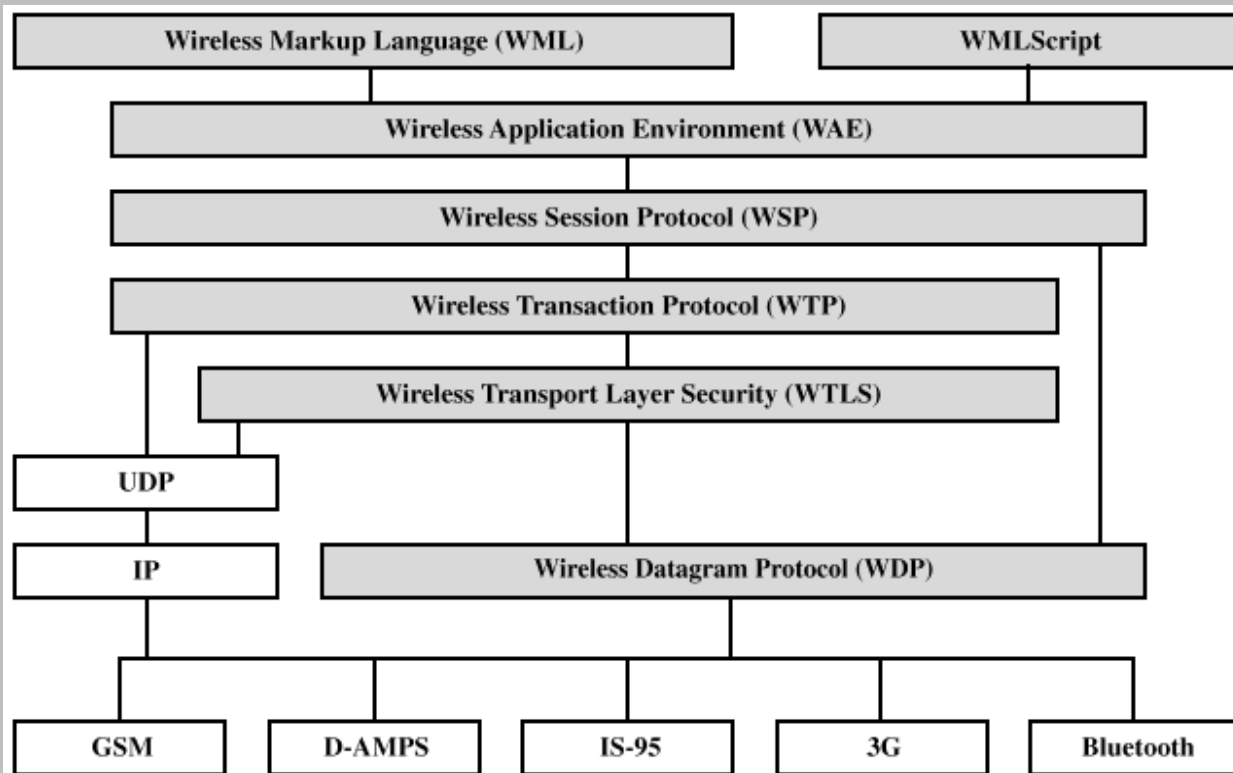 Wireless Markup Language (WML)
WMLScript
Wireless Application Environment (WAE)
Wireless Session Protocol (WSP)
Wireless Transaction Protocol (WTP)
Wireless Transport Layer Security (WTLS)
UDP
IP
Wireless Datagram Protocol (WDP)
GSM
D-AMPS
IS-95
3G
Bluetooth